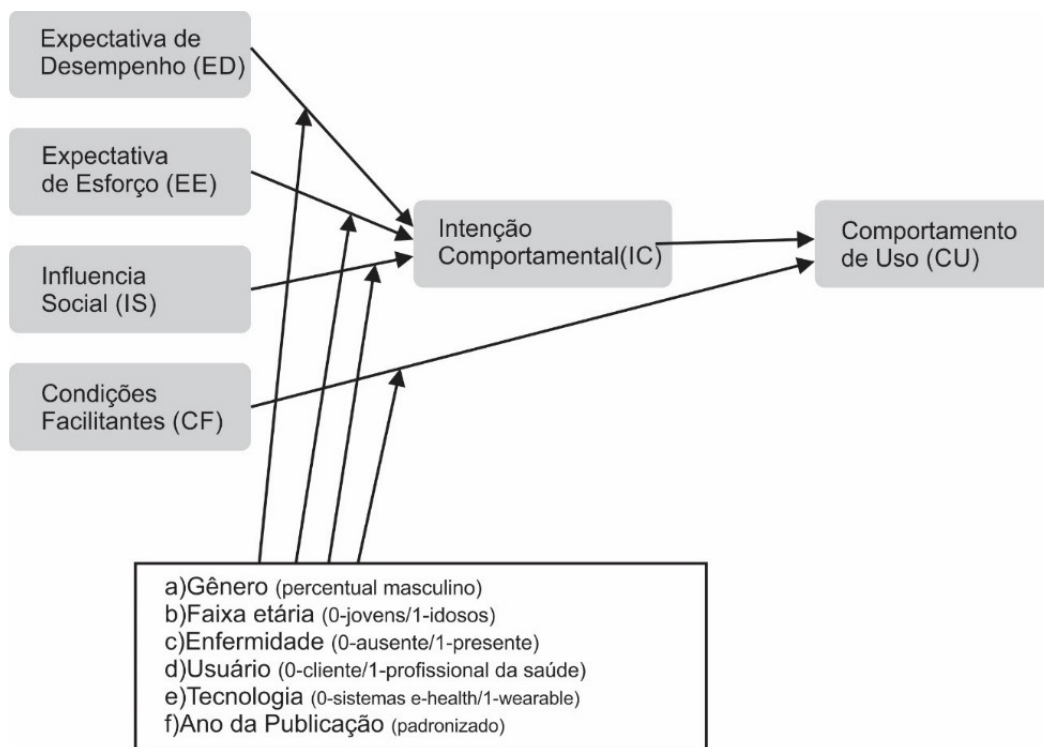 Expectativa de
Desempenho (ED)
Expectativa
de Esforço (EE)
Influencia
Social (IS)
Condições
Facilitantes (CF)
Intenção
Comportamental(IC)
Comportamento
de Uso (CU)
a)Gênero (percentual masculino)
b)Faixa etária (0-jovens/1-idosos)
c)Enfermidade (0-ausente/1-presente)
d)Usuário (0-cliente/1-profissional da saúde)
e)Tecnologia (0-sistemas e-health/1-wearable)
f)Ano da Publicação (padronizado)